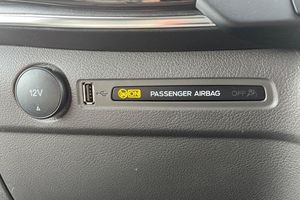 12V
ON PASSENGER AIRBAG OFF